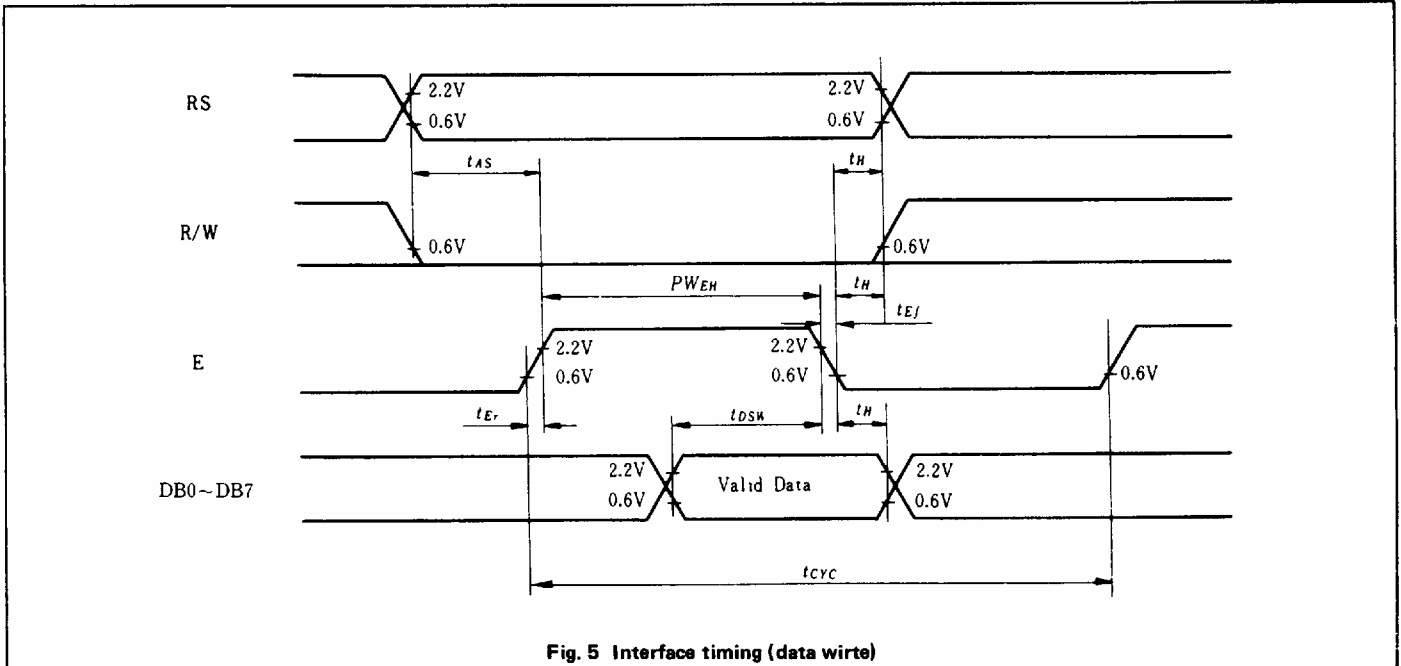 RS
2.2V
2.2V
0.6V
0.6V
tAS
tH
R/W
0.6V
0.6V
PWEH
tH
tEf
E
2.2V
2.2V
0.6V
0.6V
0.6V
tEr
tDSW
tH
DB0~DB7
2.2V
Valid Data
2.2V
0.6V
0.6V
tCYC
Fig. 5 Interface timing (data wirte)